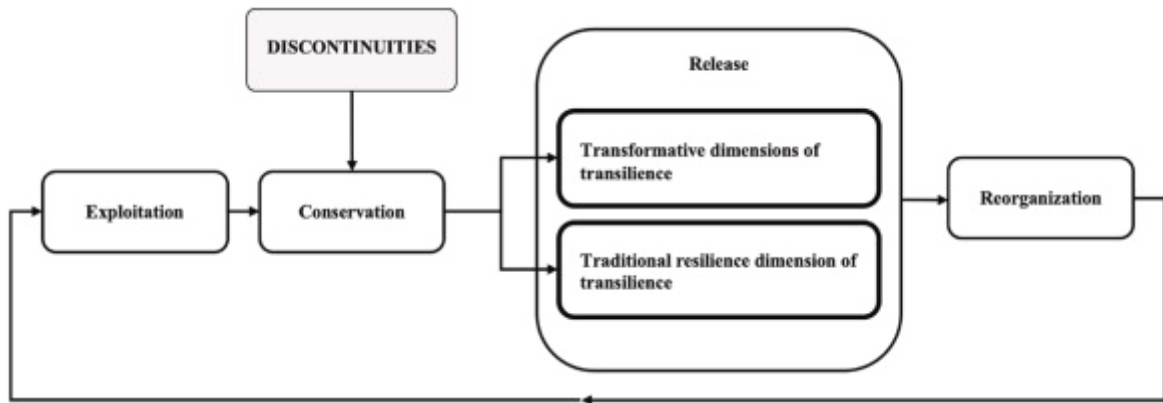 DISCONTINUITIES
Release
Transformative dimensions of
transilience
Exploitation
Conservation
Reorganization
Traditional resilience dimension of
transilience